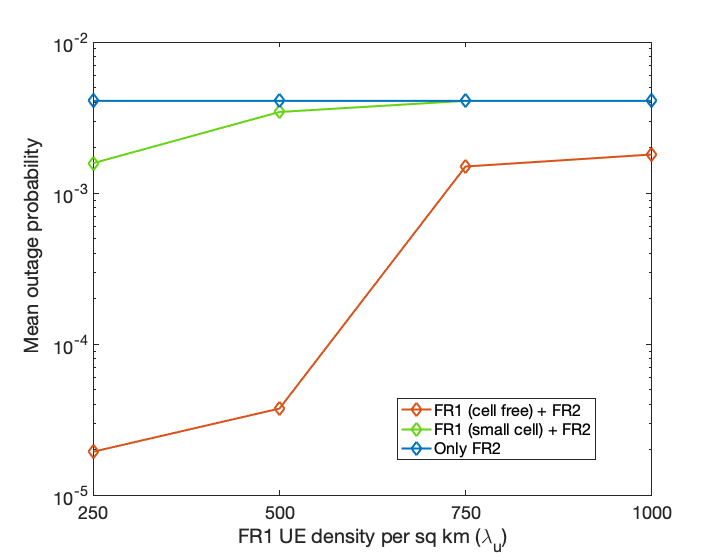 10^-2
10^-3
10^-4
10^-5
Mean outage probability
250 500 750 1000
FR1 UE density per sq km (λ_u)
FR1 (cell free) + FR2
FR1 (small cell) + FR2
Only FR2